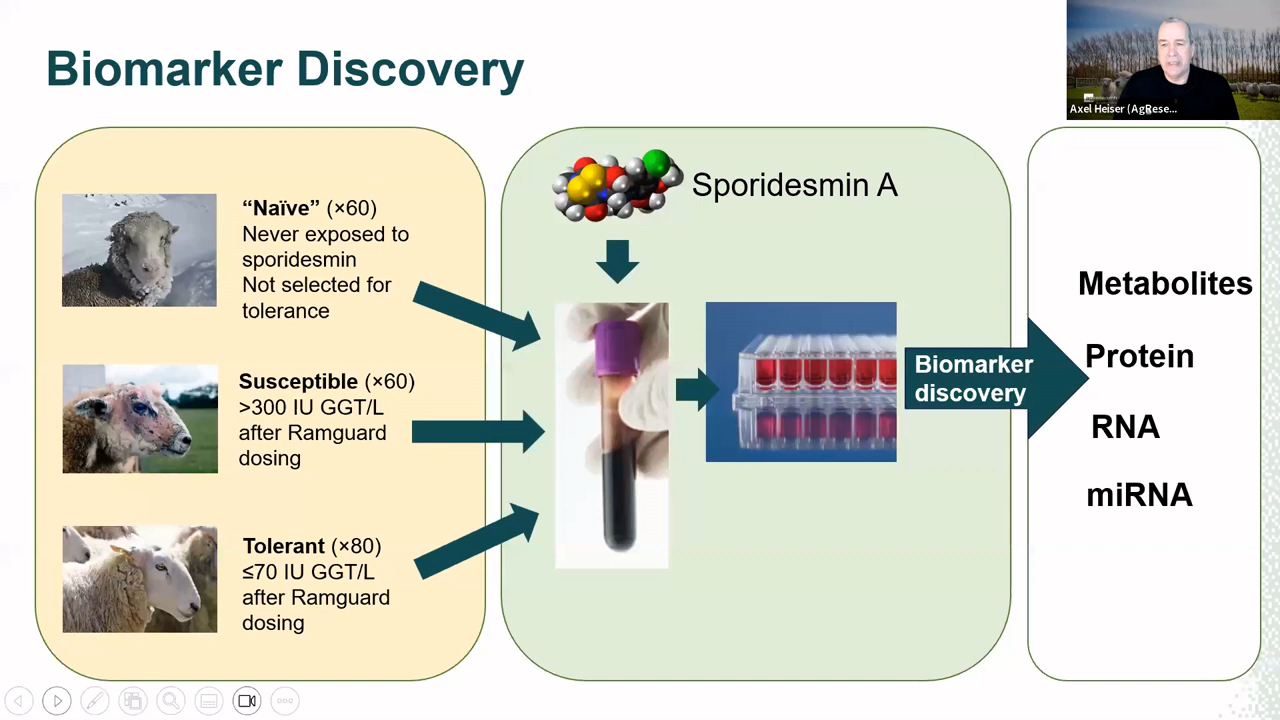 Biomarker Discovery
Axel Heiser (AgRese...
“Naïve” (×60)
Never exposed to
sporidesmin
Not selected for
tolerance
Susceptible (×60)
>300 IU GGT/L
after Ramguard
dosing
Tolerant (×80)
≤70 IU GGT/L
after Ramguard
dosing
Sporidesmin A
Biomarker
discovery
Metabolites
Protein
RNA
miRNA